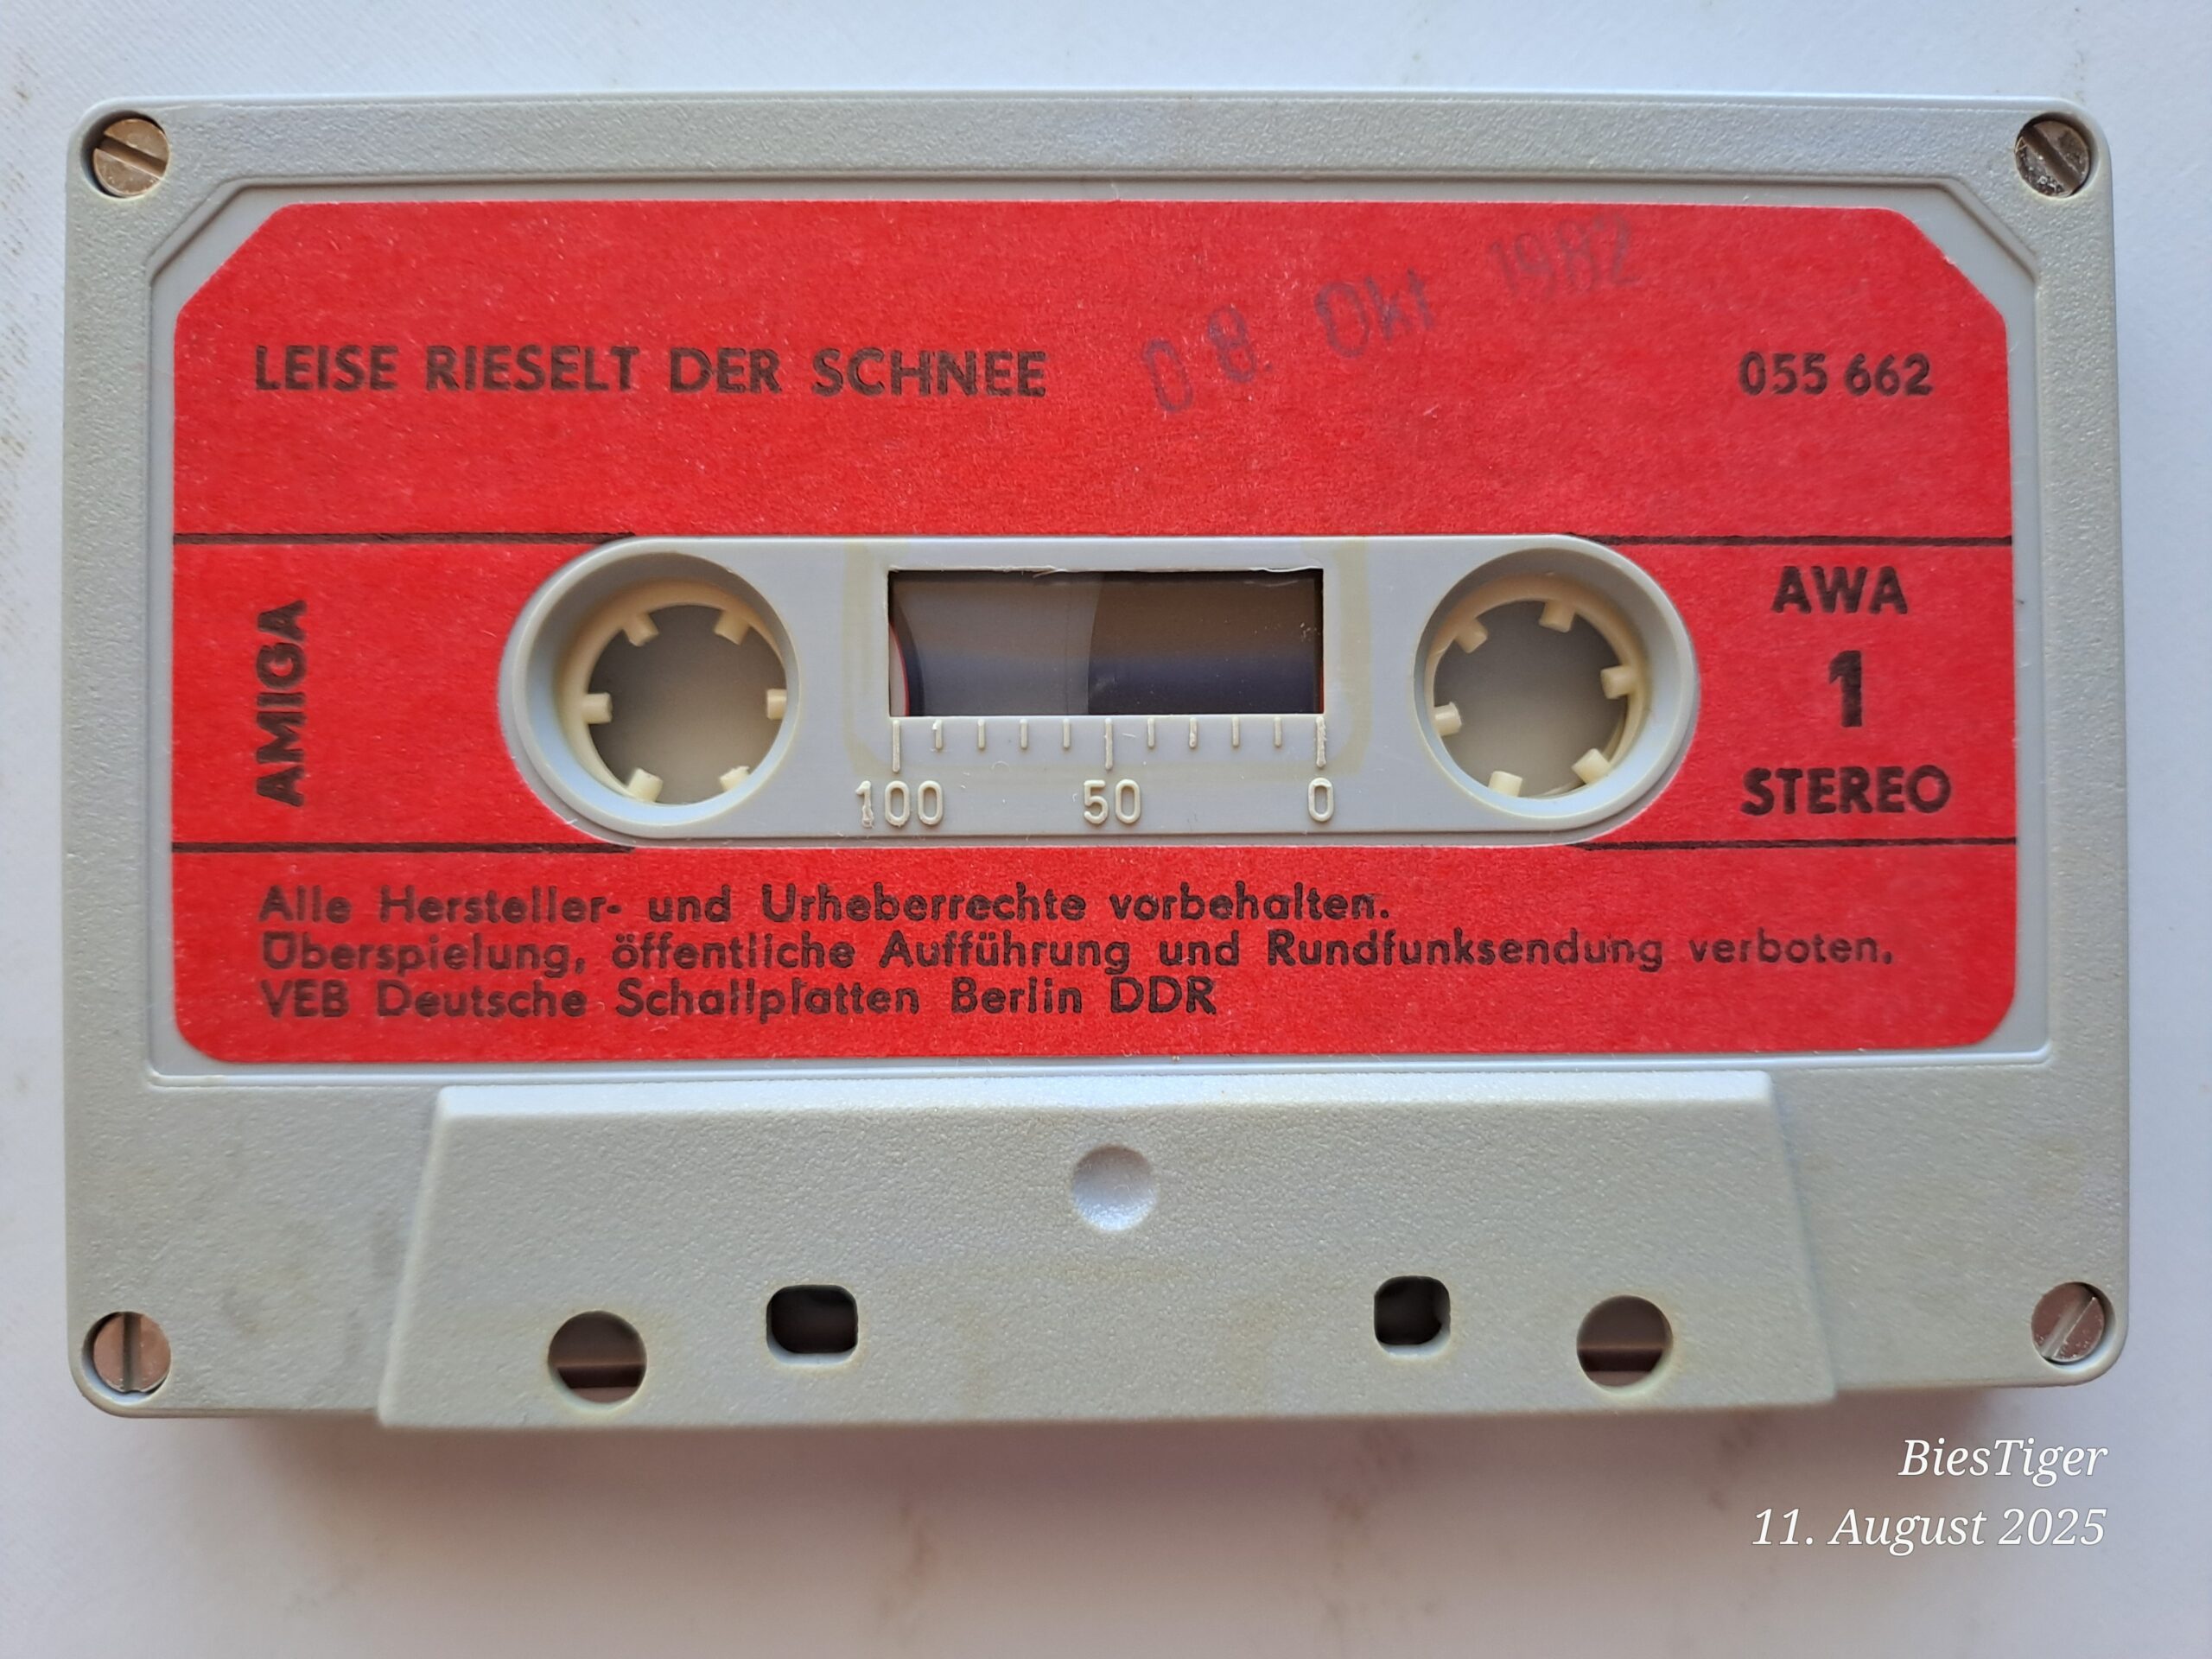 LEISE RIESELT DER SCHNEE
08. Okt 1982
055 662
AMIGA
AWA
1
STEREO
100 50 0
Alle Hersteller- und Urheberrechte vorbehalten.
Überspielung, öffentliche Aufführung und Rundfunksendung verboten.
VEB Deutsche Schallplatten Berlin DDR
BiesTiger
11. August 2025